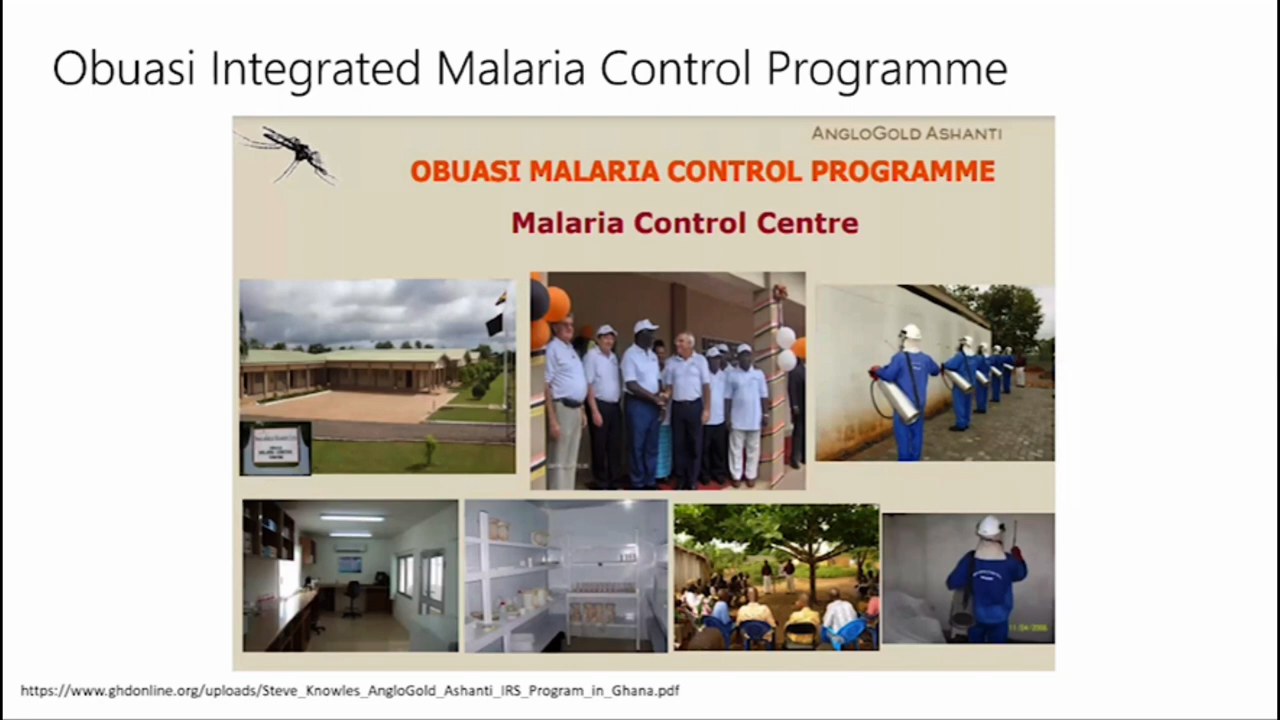 Obuasi Integrated Malaria Control Programme
ANGLOGOLD ASHANTI
OBUASI MALARIA CONTROL PROGRAMME
Malaria Control Centre
https://www.ghdonline.org/uploads/Steve_Knowles_AngloGold_Ashanti_IRS_Program_in_Ghana.pdf